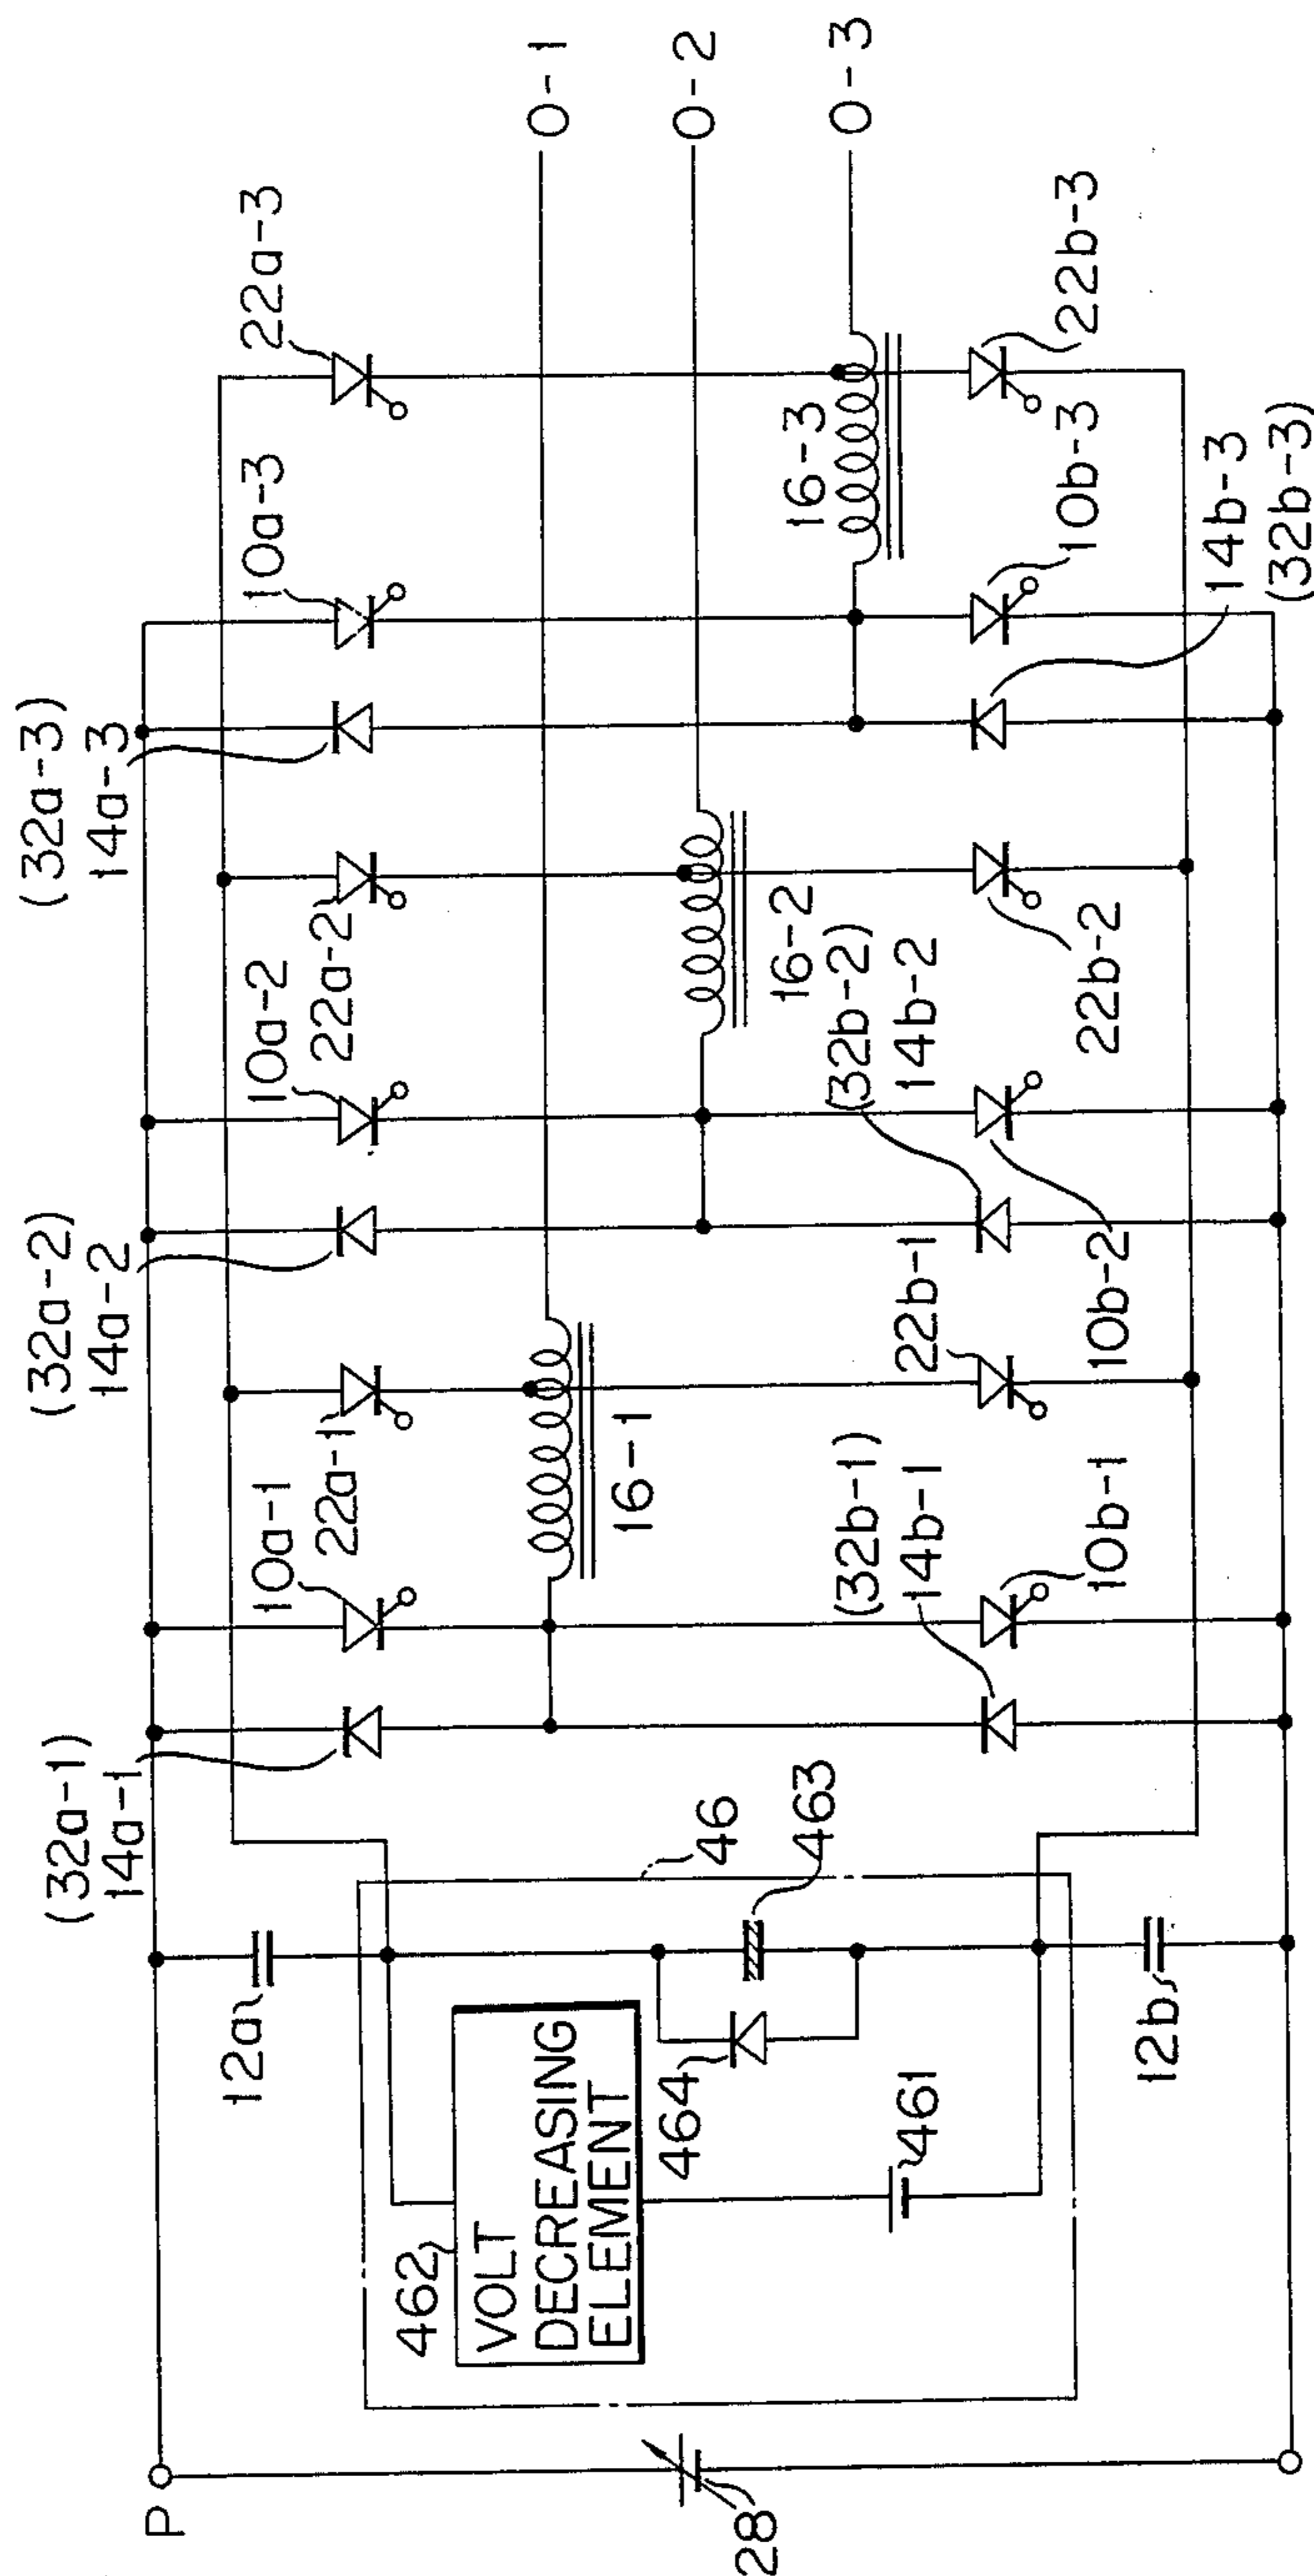 P
28
462
VOLT
DECREASING
ELEMENT
464
461
12a
12b
46
463
(32a-1)
14a-1
10a-1
22a-1
16-1
(32b-1)
14b-1
10b-1
22b-1
(32a-2)
14a-2
10a-2
22a-2
16-2
(32b-2)
14b-2
10b-2
22b-2
(32a-3)
14a-3
10a-3
22a-3
16-3
10b-3
14b-3
(32b-3)
22b-3
0-1
0-2
0-3